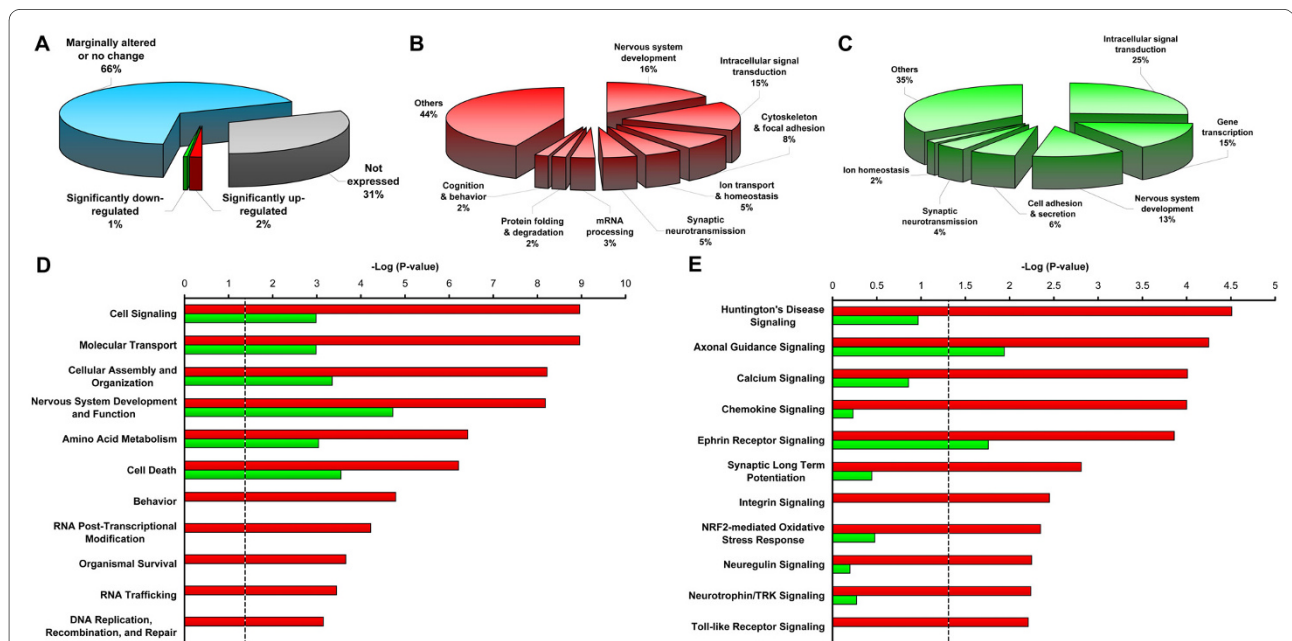 A
Marginally altered
or no change
66%
Not
expressed
31%
Significantly down-
regulated
1%
Significantly up-
regulated
2%
B
Nervous system
development
16%
Intracellular signal
transduction
15%
Cytoskeleton
& focal adhesion
8%
Ion transport
& homeostasis
5%
Synaptic
neurotransmission
5%
mRNA
processing
3%
Protein folding
& degradation
2%
Cognition
& behavior
2%
Others
44%
C
Intracellular signal
transduction
25%
Gene
transcription
15%
Nervous system
development
13%
Cell adhesion
& secretion
6%
Synaptic
neurotransmission
4%
Ion homeostasis
2%
Others
35%
D
-Log (P-value)
0 1 2 3 4 5 6 7 8 9 10
Cell Signaling
Molecular Transport
Cellular Assembly and
Organization
Nervous System Development
and Function
Amino Acid Metabolism
Cell Death
Behavior
RNA Post-Transcriptional
Modification
Organismal Survival
RNA Trafficking
DNA Replication,
Recombination, and Repair
E
-Log (P-value)
0 0.5 1 1.5 2 2.5 3 3.5 4 4.5 5
Huntington's Disease
Signaling
Axonal Guidance Signaling
Calcium Signaling
Chemokine Signaling
Ephrin Receptor Signaling
Synaptic Long Term
Potentiation
Integrin Signaling
NRF2-mediated Oxidative
Stress Response
Neuregulin Signaling
Neurotrophin/TRK Signaling
Toll-like Receptor Signaling